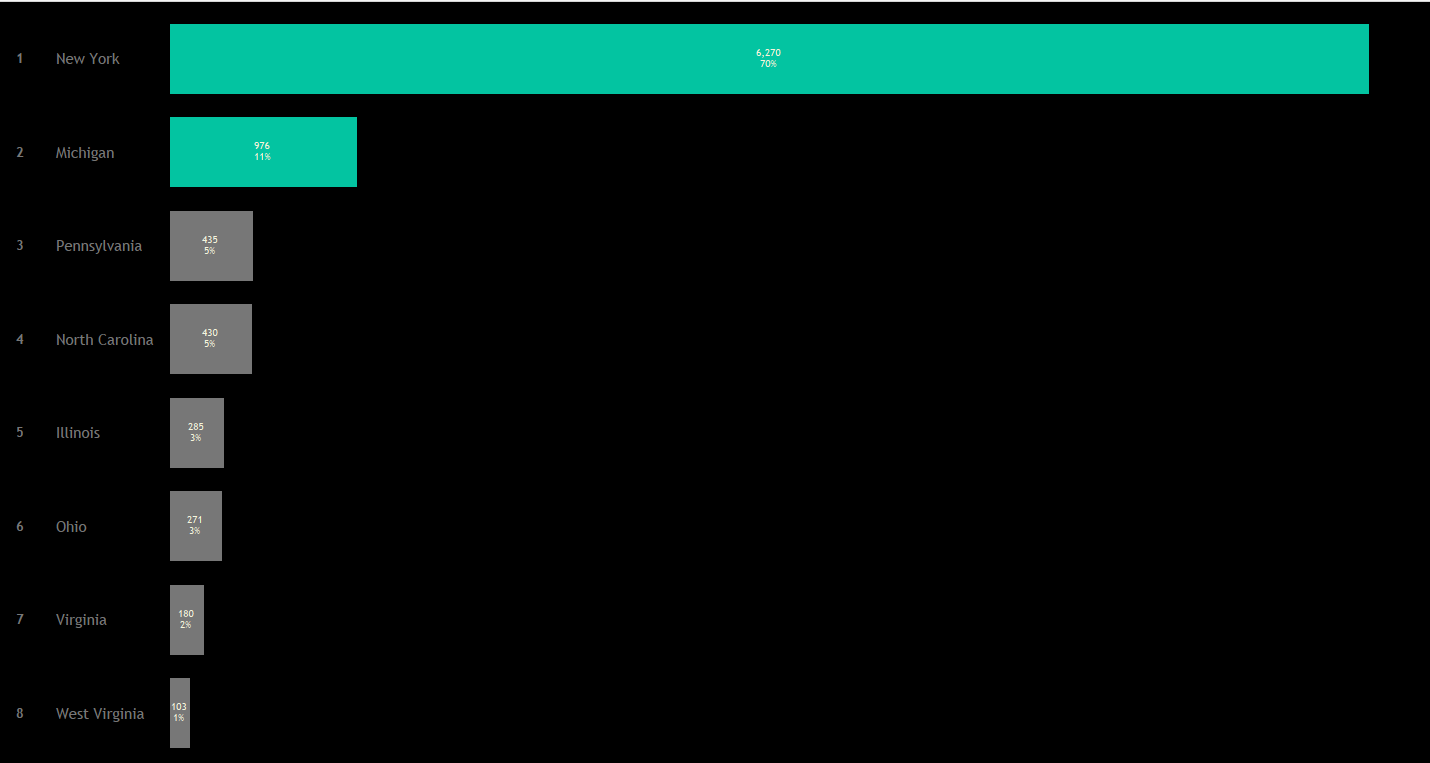 1 New York 6,270
70%
2 Michigan 976
11%
3 Pennsylvania 435
5%
4 North Carolina 430
5%
5 Illinois 285
3%
6 Ohio 271
3%
7 Virginia 180
2%
8 West Virginia 103
1%